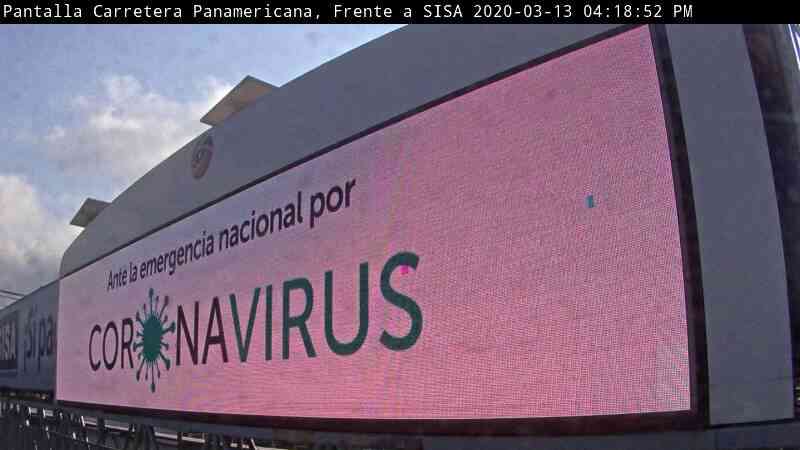 Pantalla Carretera Panamericana, Frente a SISA 2020-03-13 04:18:52 PM
Ante la emergencia nacional por
CORONAVIRUS